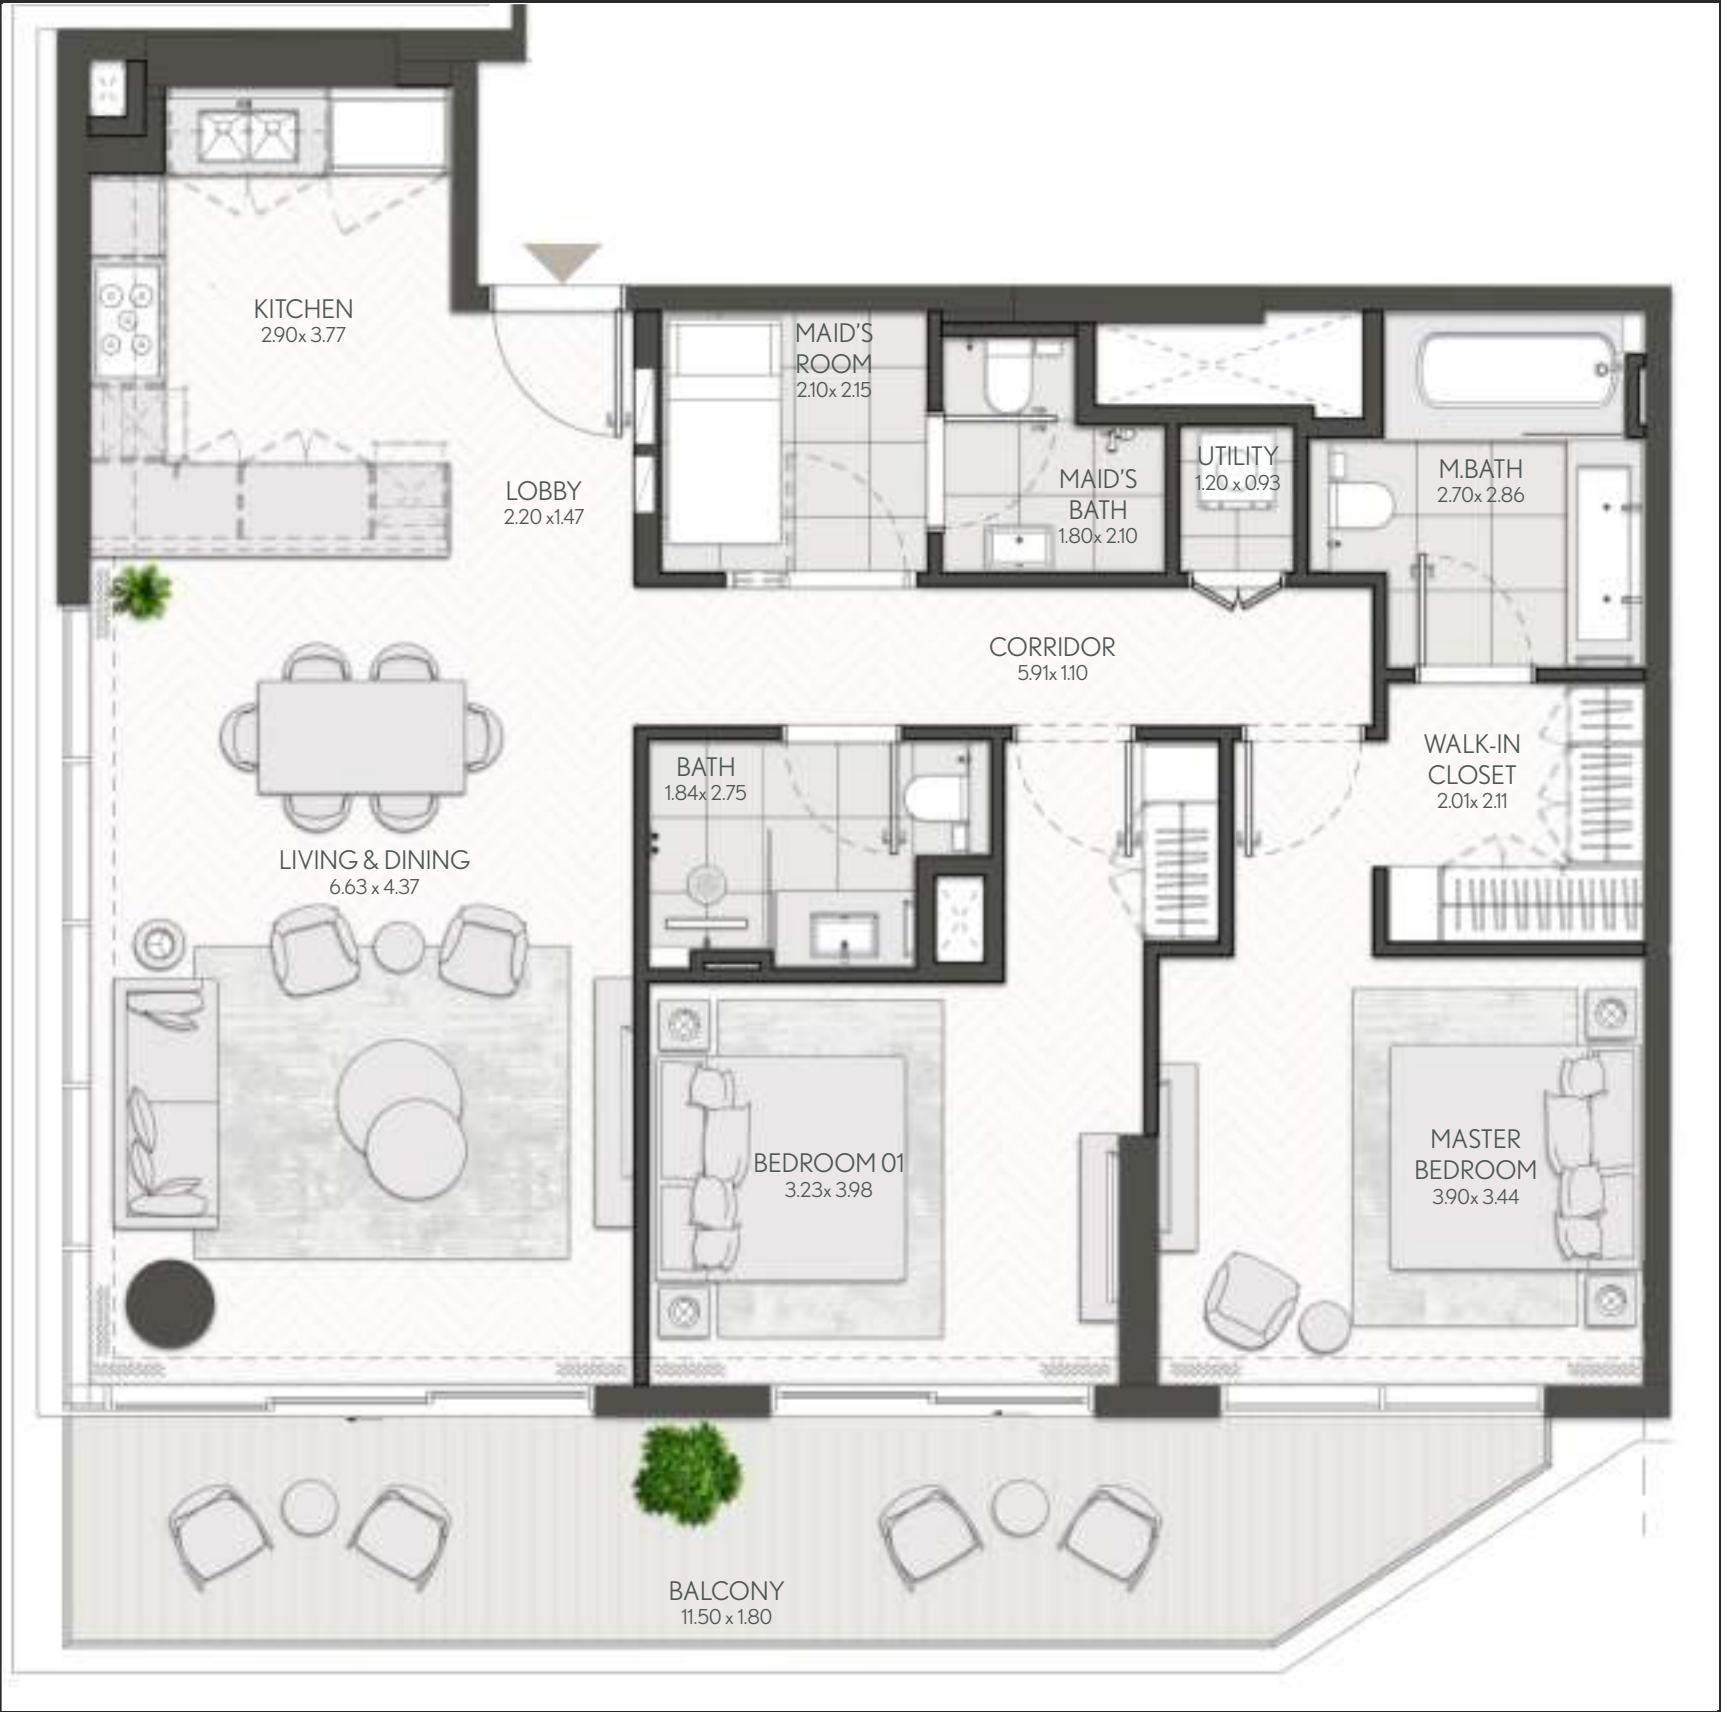 KITCHEN
2.90x 3.77
MAID'S
ROOM
2.10x 2.15
LOBBY
2.20 x1.47
MAID'S
BATH
1.80x 2.10
UTILITY
1.20 x 0.93
M.BATH
2.70x 2.86
CORRIDOR
5.91x 1.10
BATH
1.84x 2.75
WALK-IN
CLOSET
2.01x 2.11
LIVING & DINING
6.63 x 4.37
BEDROOM 01
3.23x 3.98
MASTER
BEDROOM
3.90x 3.44
BALCONY
11.50 x 1.80